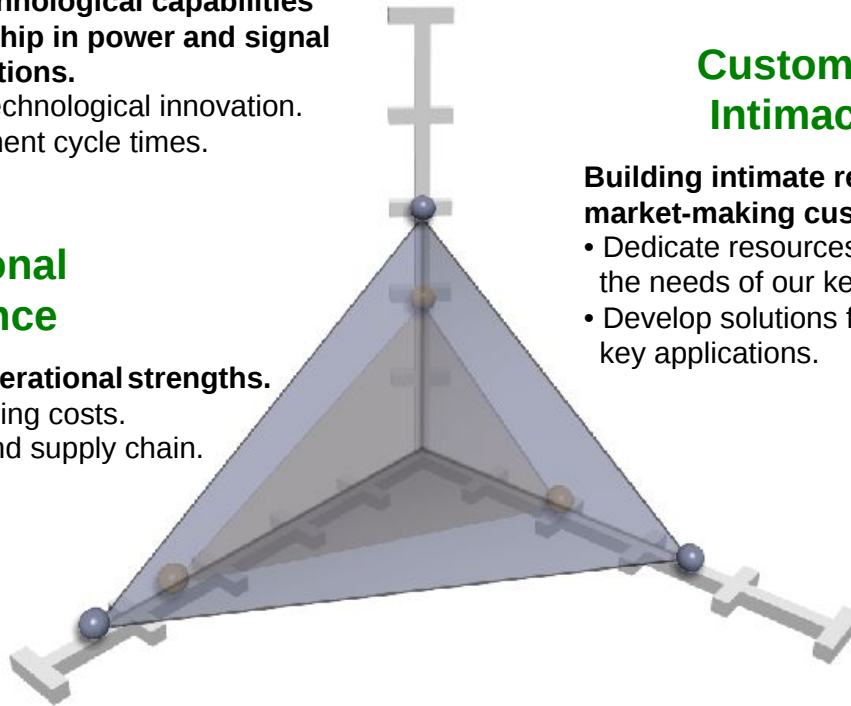 hnological capabilities
hip in power and signal
tions.
echnological innovation.
nent cycle times.
Custom
Intimac
Building intimate re
market-making cus
• Dedicate resources
the needs of our ke
• Develop solutions f
key applications.
onal
nce
erational strengths.
ing costs.
nd supply chain.